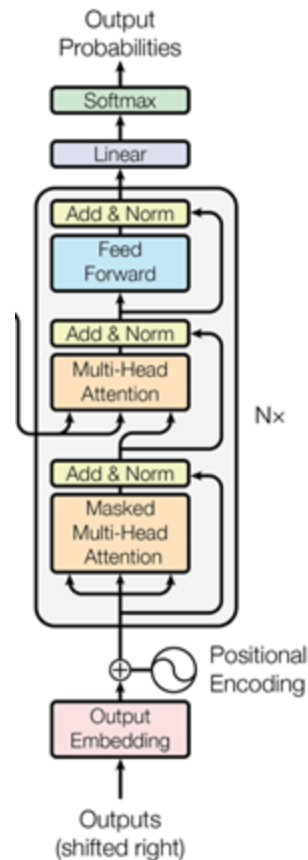 Output
Probabilities
Softmax
Linear
Add & Norm
Feed
Forward
Add & Norm
Multi-Head
Attention
N×
Add & Norm
Masked
Multi-Head
Attention
Positional
Encoding
Output
Embedding
Outputs
(shifted right)